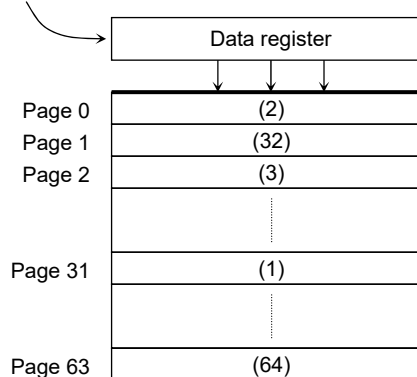 Data register
Page 0 (2)
Page 1 (32)
Page 2 (3)
Page 31 (1)
Page 63 (64)